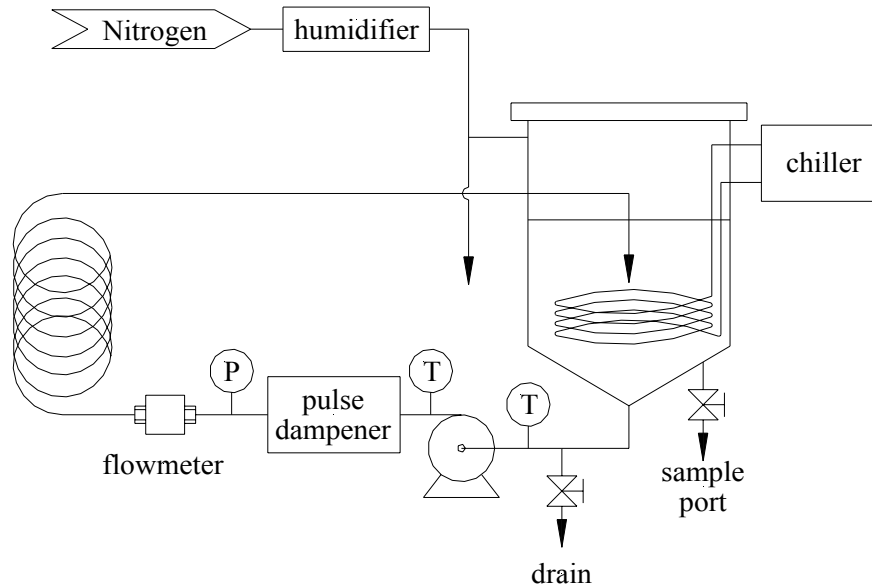 Nitrogen
humidifier
chiller
P
T
T
pulse
dampener
flowmeter
sample
port
drain